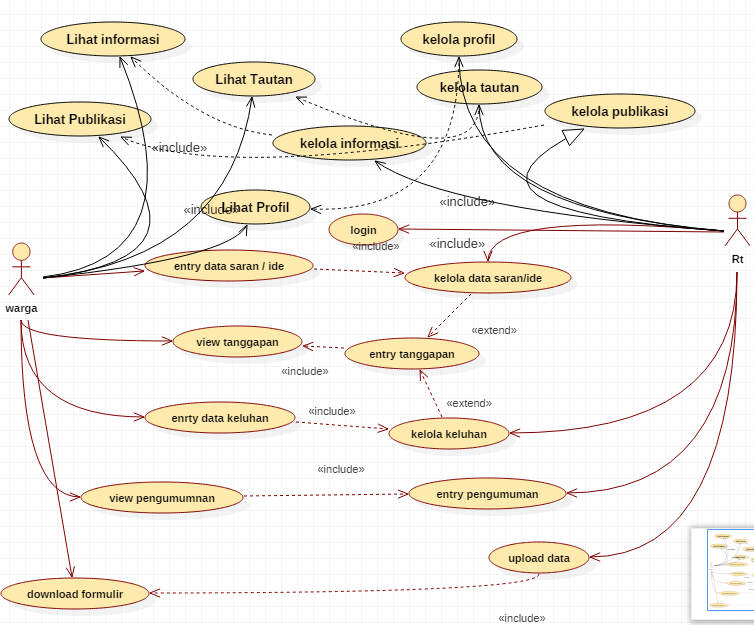 Lihat informasi
kelola profil
Lihat Tautan
kelola tautan
Lihat Publikasi
kelola publikasi
kelola informasi
«include»
«include»
Lihat Profil
«include»
login
«include»
«include»
Rt
entry data saran / ide
kelola data saran/ide
warga
«extend»
view tanggapan
entry tanggapan
«include»
«extend»
«include»
enrty data keluhan
kelola keluhan
«include»
view pengumumnan
entry pengumuman
upload data
download formulir
«include»